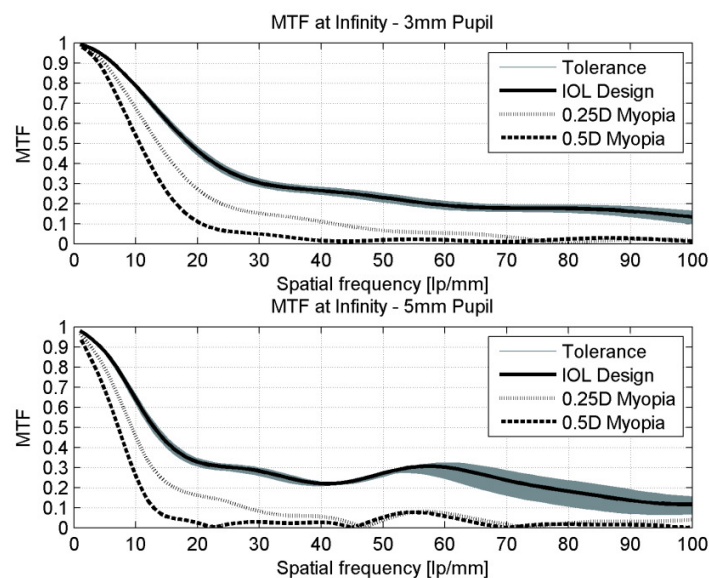 MTF at Infinity - 3mm Pupil
1
0.9
0.8
0.7
0.6
0.5
0.4
0.3
0.2
0.1
0
MTF
Tolerance
IOL Design
0.25D Myopia
0.5D Myopia
0 10 20 30 40 50 60 70 80 90 100
Spatial frequency [lp/mm]
MTF at Infinity - 5mm Pupil
1
0.9
0.8
0.7
0.6
0.5
0.4
0.3
0.2
0.1
0
MTF
Tolerance
IOL Design
0.25D Myopia
0.5D Myopia
0 10 20 30 40 50 60 70 80 90 100
Spatial frequency [lp/mm]